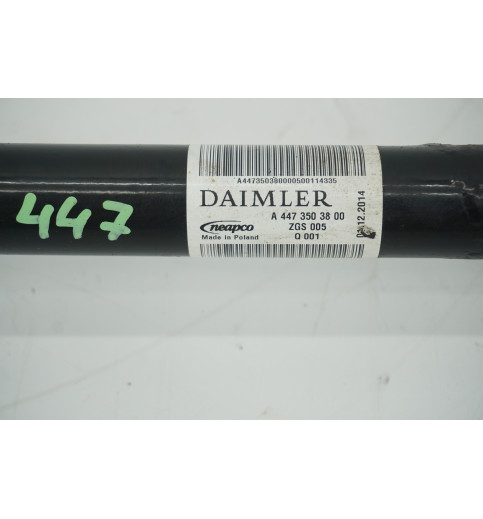 447
A4473503800000500114335
DAIMLER
A 447 350 38 00
neapco
ZGS 005
Made in Poland
Q 001
.12.2014